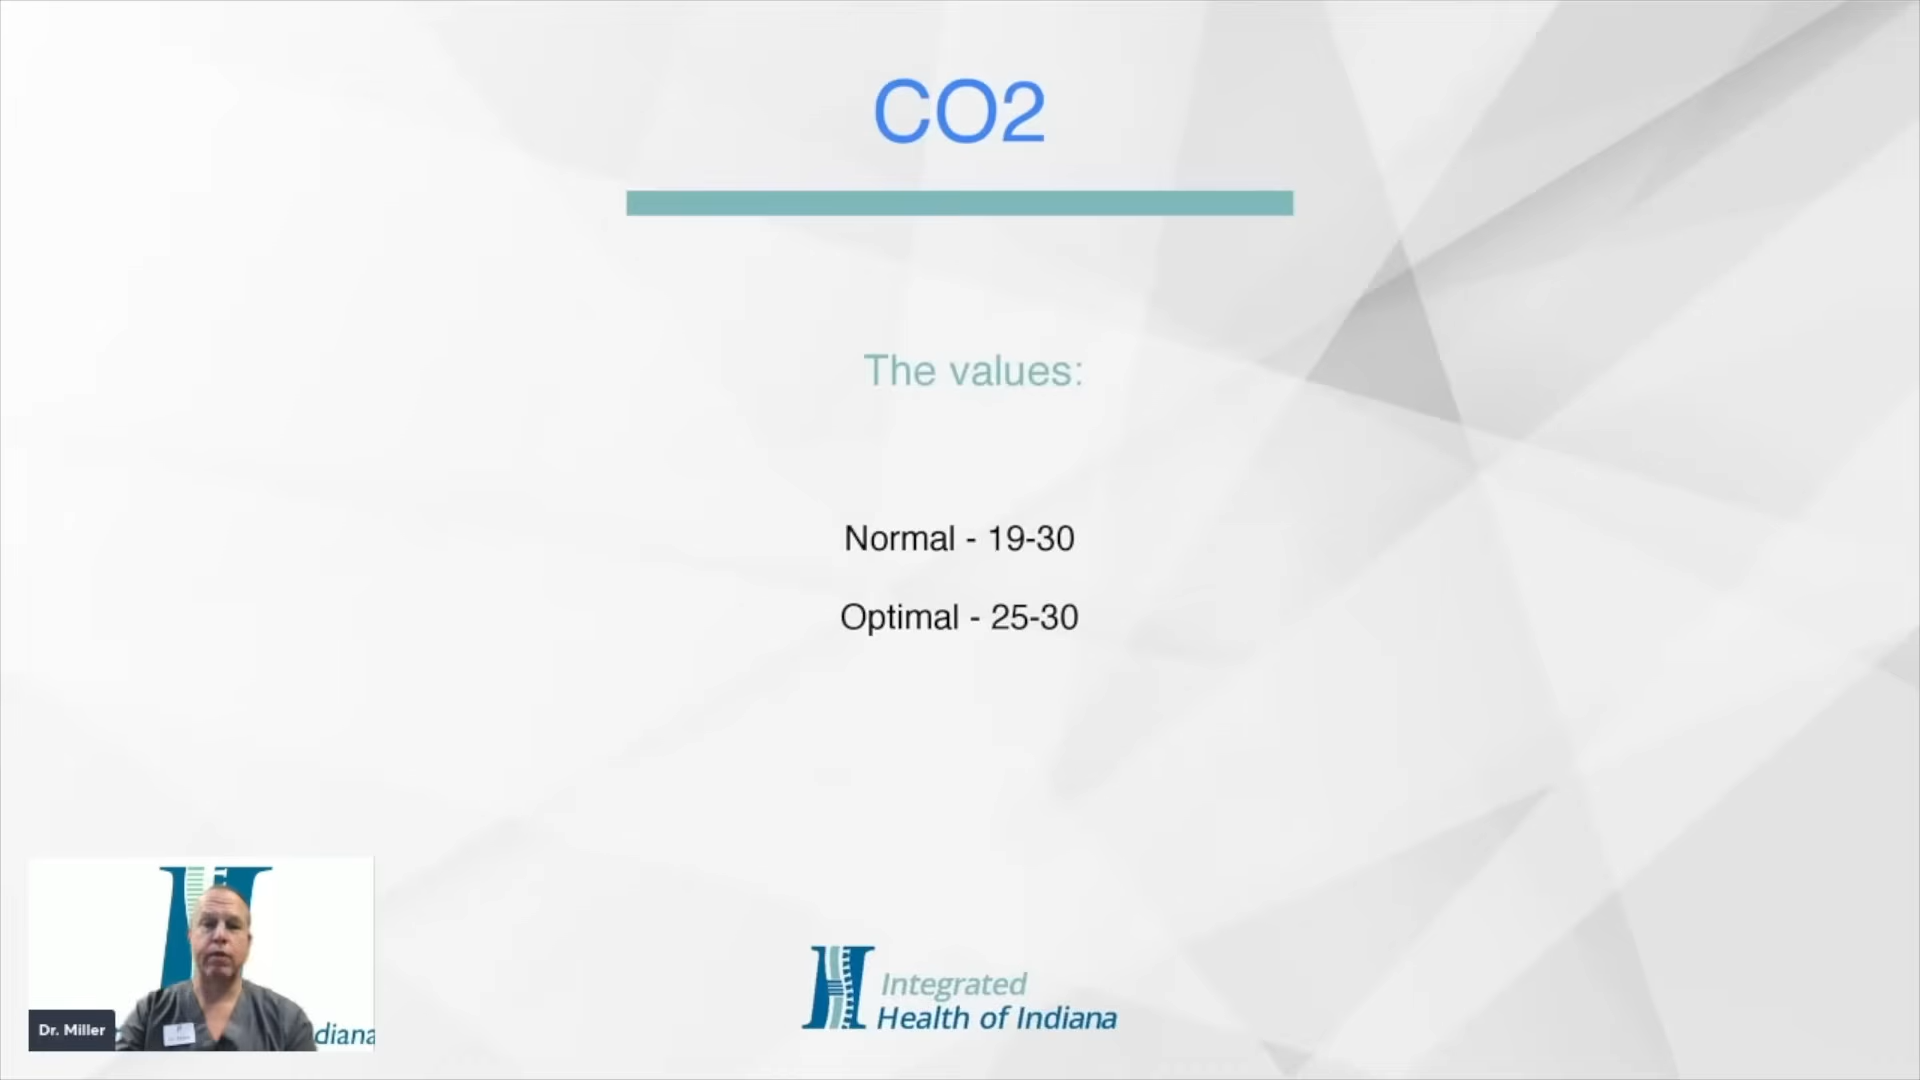 CO2
The values:
Normal - 19-30
Optimal - 25-30
Integrated
Health of Indiana
Dr. Miller
diana